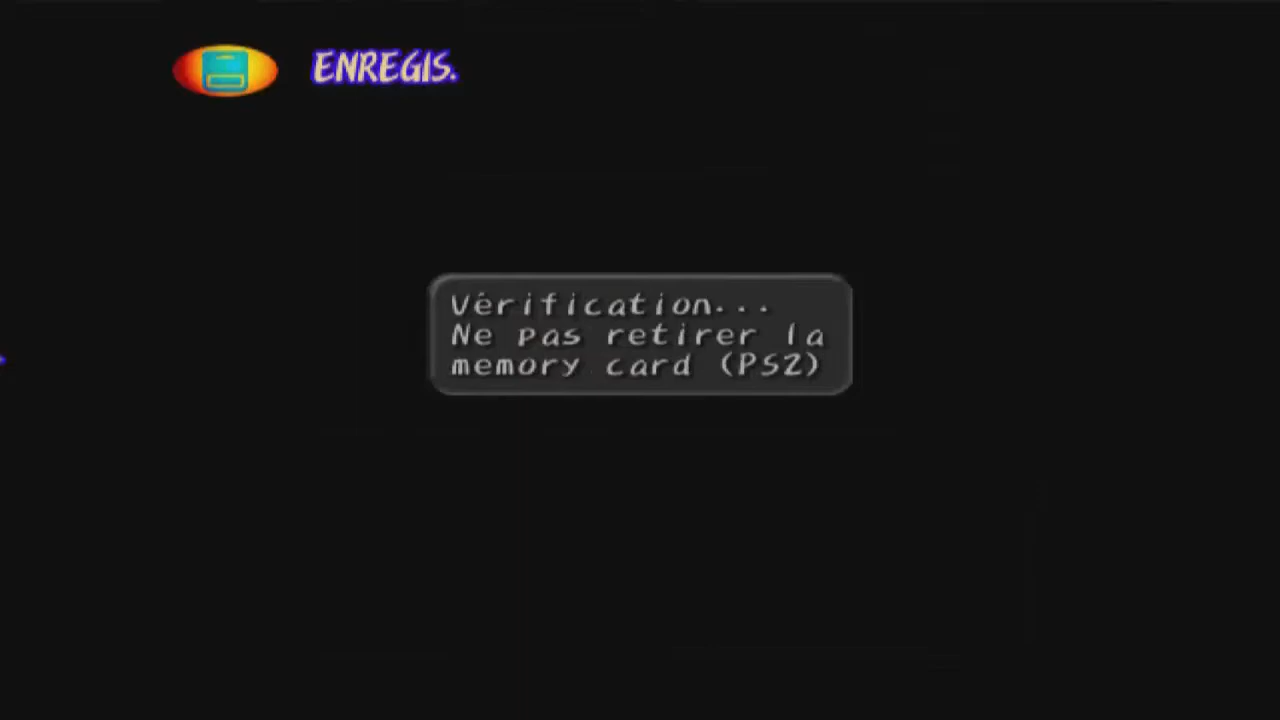 ENREGIS.
Vérification...
Ne pas retirer la
memory card (PS2)